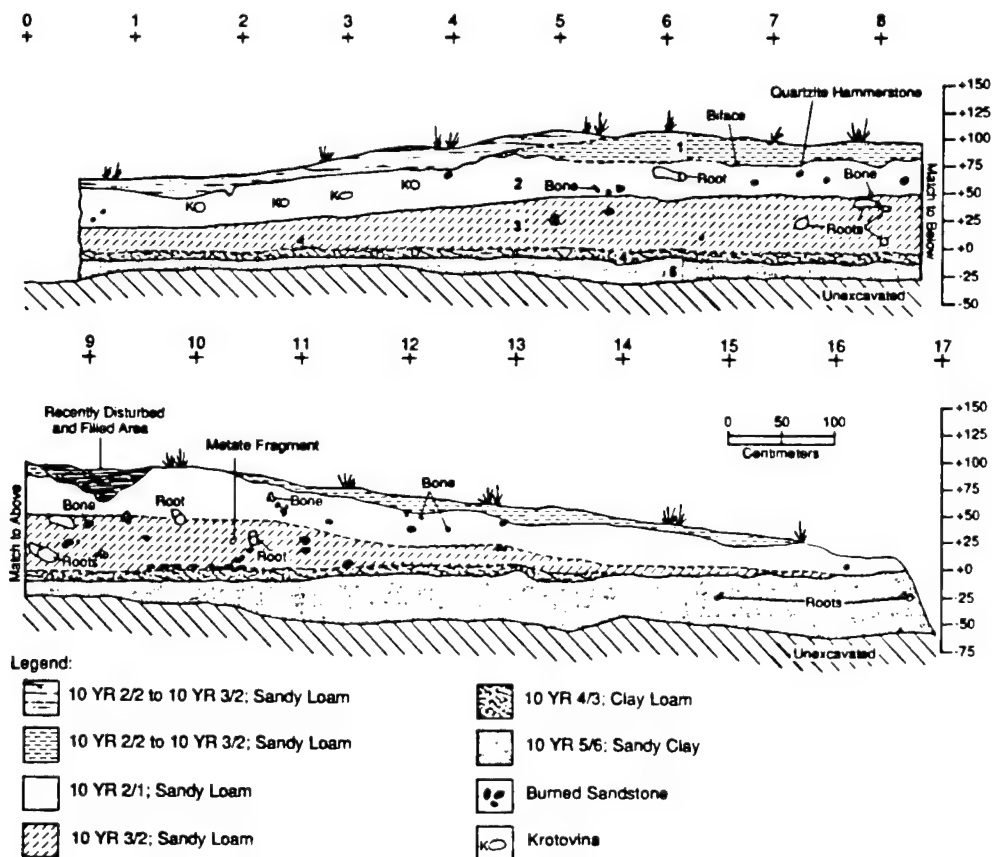 0 1 2 3 4 5 6 7 8
Quartzite Hammerstone
Biface
+150
+100
+75
+50
+25
+0
-25
-50
1
2
3
4
4
5
KO
KO
KO
KO
Bone
Root
Bone
Roots
Match to Below
Unexcavated
9 10 11 12 13 14 15 16 17
Recently Disturbed
and Filled Area
Metate Fragment
0 50 100
Centimeters
+150
+100
+75
+50
+25
+0
-25
-50
-75
Match to Above
Bone
Root
Bone
Bone
Root
Roots
Roots
Unexcavated
Legend:
10 YR 2/2 to 10 YR 3/2; Sandy Loam
10 YR 2/2 to 10 YR 3/2; Sandy Loam
10 YR 2/1; Sandy Loam
10 YR 3/2; Sandy Loam
10 YR 4/3; Clay Loam
10 YR 5/6; Sandy Clay
Burned Sandstone
KO Krotovina